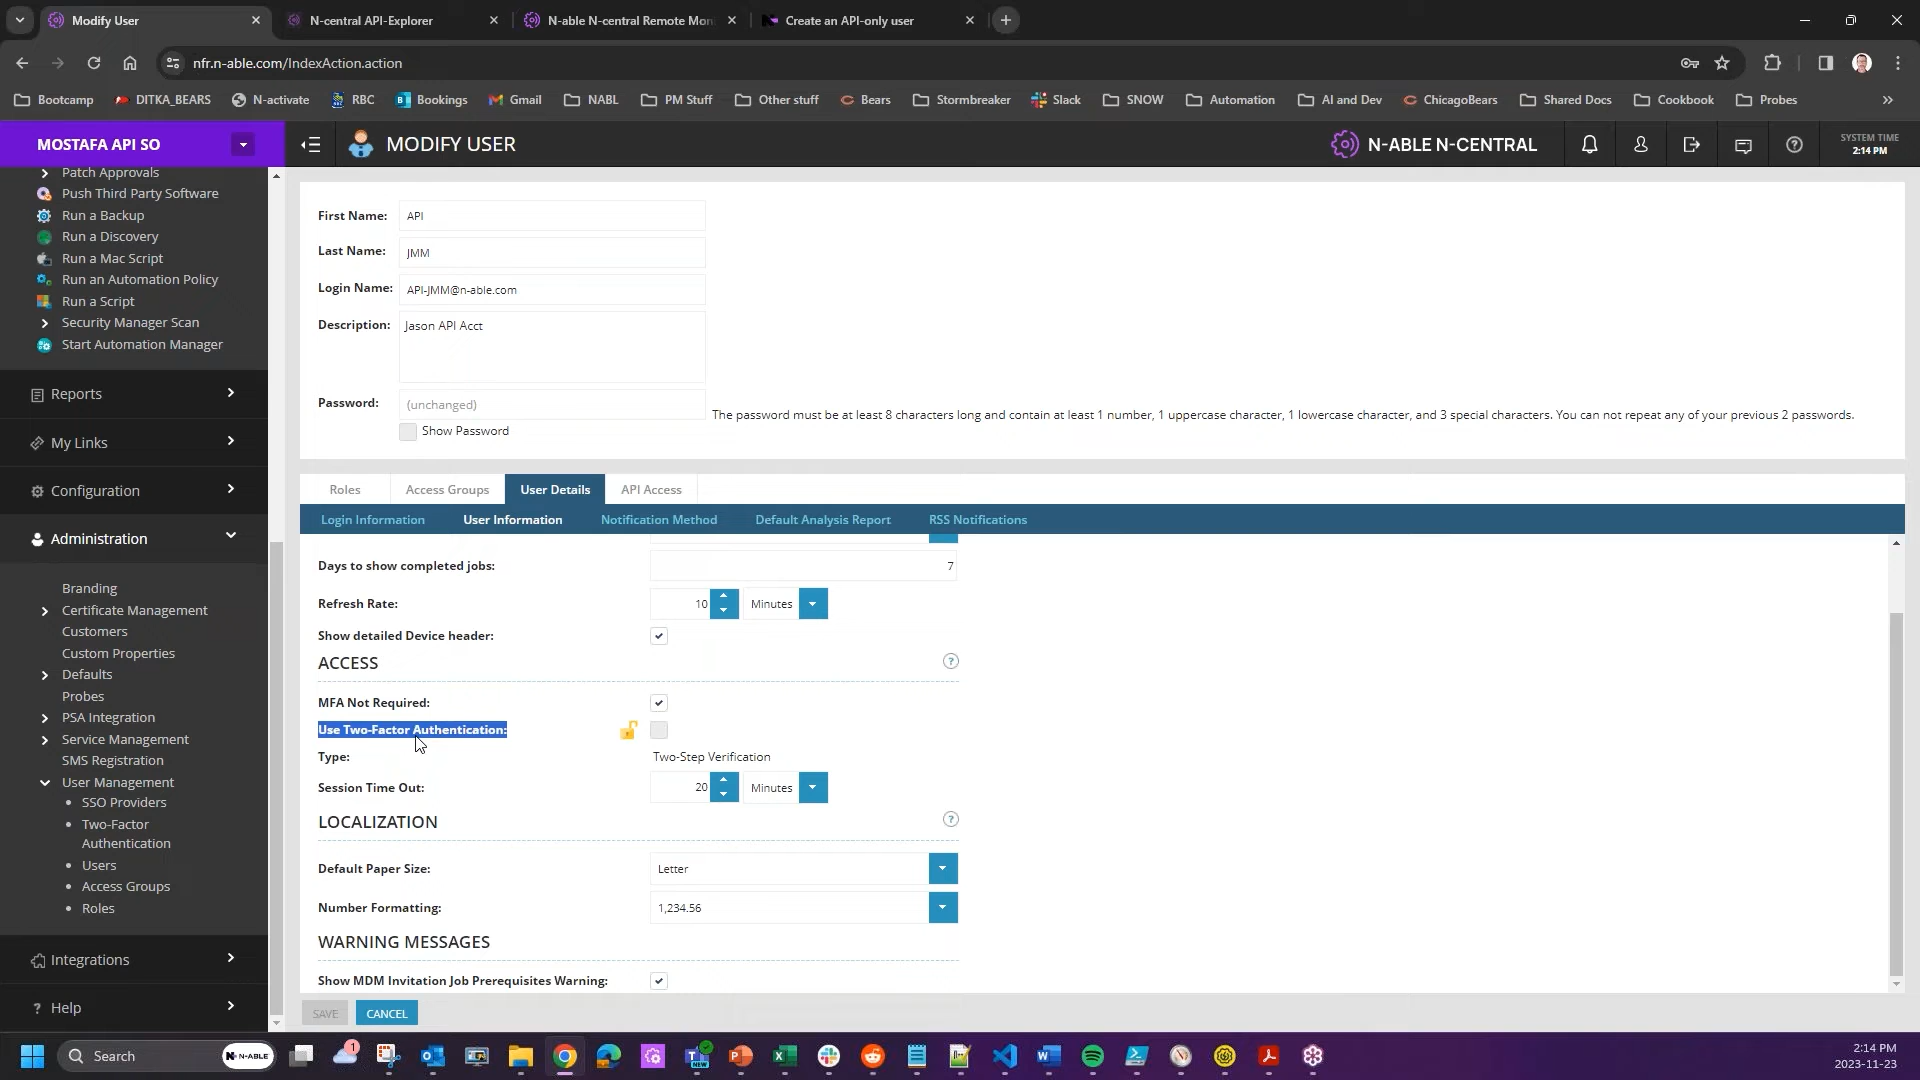 Modify User
N-central API-Explorer
N-able N-central Remote Mon
Create an API-only user
nfr.n-able.com/IndexAction.action
Bootcamp
DITKA_BEARS
N-activate
RBC
Bookings
Gmail
NABL
PM Stuff
Other stuff
Bears
Stormbreaker
Slack
SNOW
Automation
AI and Dev
ChicagoBears
Shared Docs
Cookbook
Probes
MOSTAFA API SO
MODIFY USER
N-ABLE N-CENTRAL
SYSTEM TIME
2:14 PM
Patch Approvals
Push Third Party Software
Run a Backup
Run a Discovery
Run a Mac Script
Run an Automation Policy
Run a Script
Security Manager Scan
Start Automation Manager
Reports
My Links
Configuration
Administration
Branding
Certificate Management
Customers
Custom Properties
Defaults
Probes
PSA Integration
Service Management
SMS Registration
User Management
SSO Providers
Two-Factor
Authentication
Users
Access Groups
Roles
Integrations
Help
First Name: API
Last Name: JMM
Login Name: API-JMM@n-able.com
Description: Jason API Acct
Password: (unchanged)
The password must be at least 8 characters long and contain at least 1 number, 1 uppercase character, 1 lowercase character, and 3 special characters. You can not repeat any of your previous 2 passwords.
Show Password
Roles
Access Groups
User Details
API Access
Login Information
User Information
Notification Method
Default Analysis Report
RSS Notifications
Days to show completed jobs: 7
Refresh Rate: 10 Minutes
Show detailed Device header:
ACCESS
MFA Not Required:
Use Two-Factor Authentication:
Type: Two-Step Verification
Session Time Out: 20 Minutes
LOCALIZATION
Default Paper Size: Letter
Number Formatting: 1,234.56
WARNING MESSAGES
Show MDM Invitation Job Prerequisites Warning:
SAVE
CANCEL
Search
N-ABLE
1
NEW
2:14 PM
2023-11-23